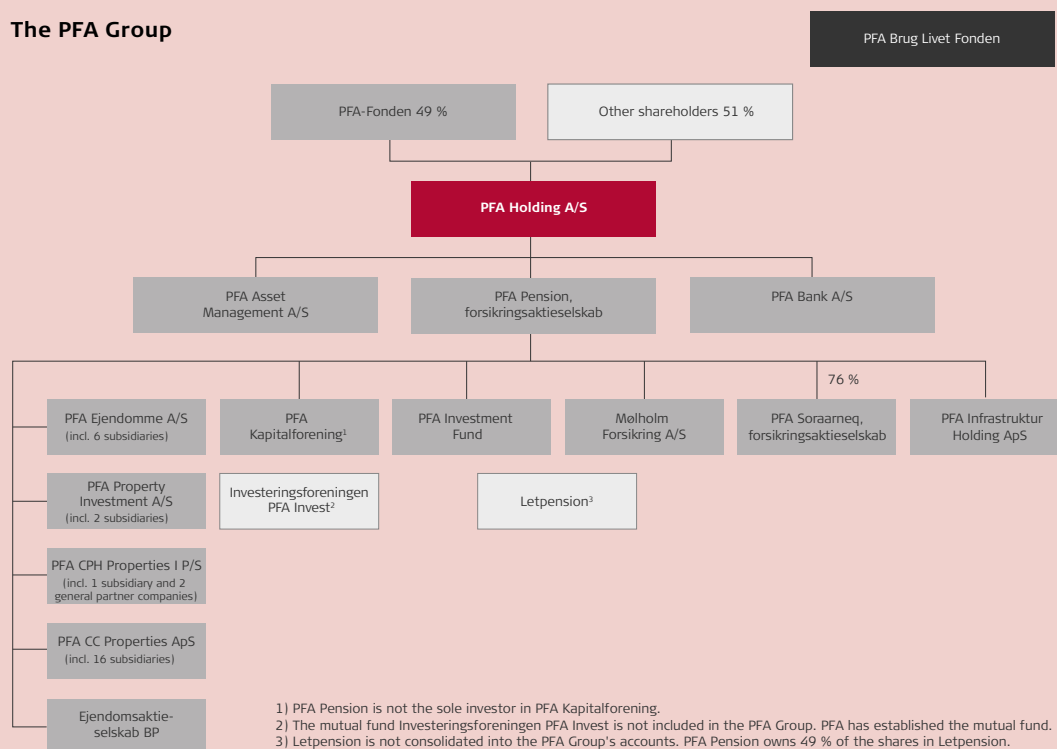 The PFA Group
PFA Brug Livet Fonden
PFA-Fonden 49 %
Other shareholders 51 %
PFA Holding A/S
PFA Asset
Management A/S
PFA Pension,
forsikringsaktieselskab
PFA Bank A/S
76 %
PFA Ejendomme A/S
(incl. 6 subsidiaries)
PFA
Kapitalforening¹
PFA Investment
Fund
Mølholm
Forsikring A/S
PFA Soraarneq,
forsikringsaktieselskab
PFA Infrastruktur
Holding ApS
PFA Property
Investment A/S
(incl. 2 subsidiaries)
Investeringsforeningen
PFA Invest²
Letpension³
PFA CPH Properties I P/S
(incl. 1 subsidiary and 2
general partner companies)
PFA CC Properties ApS
(incl. 16 subsidiaries)
Ejendomsaktie-
selskab BP
1) PFA Pension is not the sole investor in PFA Kapitalforening.
2) The mutual fund Investeringsforeningen PFA Invest is not included in the PFA Group. PFA has established the mutual fund.
3) Letpension is not consolidated into the PFA Group's accounts. PFA Pension owns 49 % of the shares in Letpension.